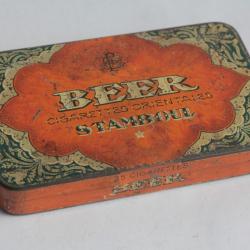 BEER
CIGARETTES ORIENTALES
STAMBOUL
25 CIGARETTES
BEER